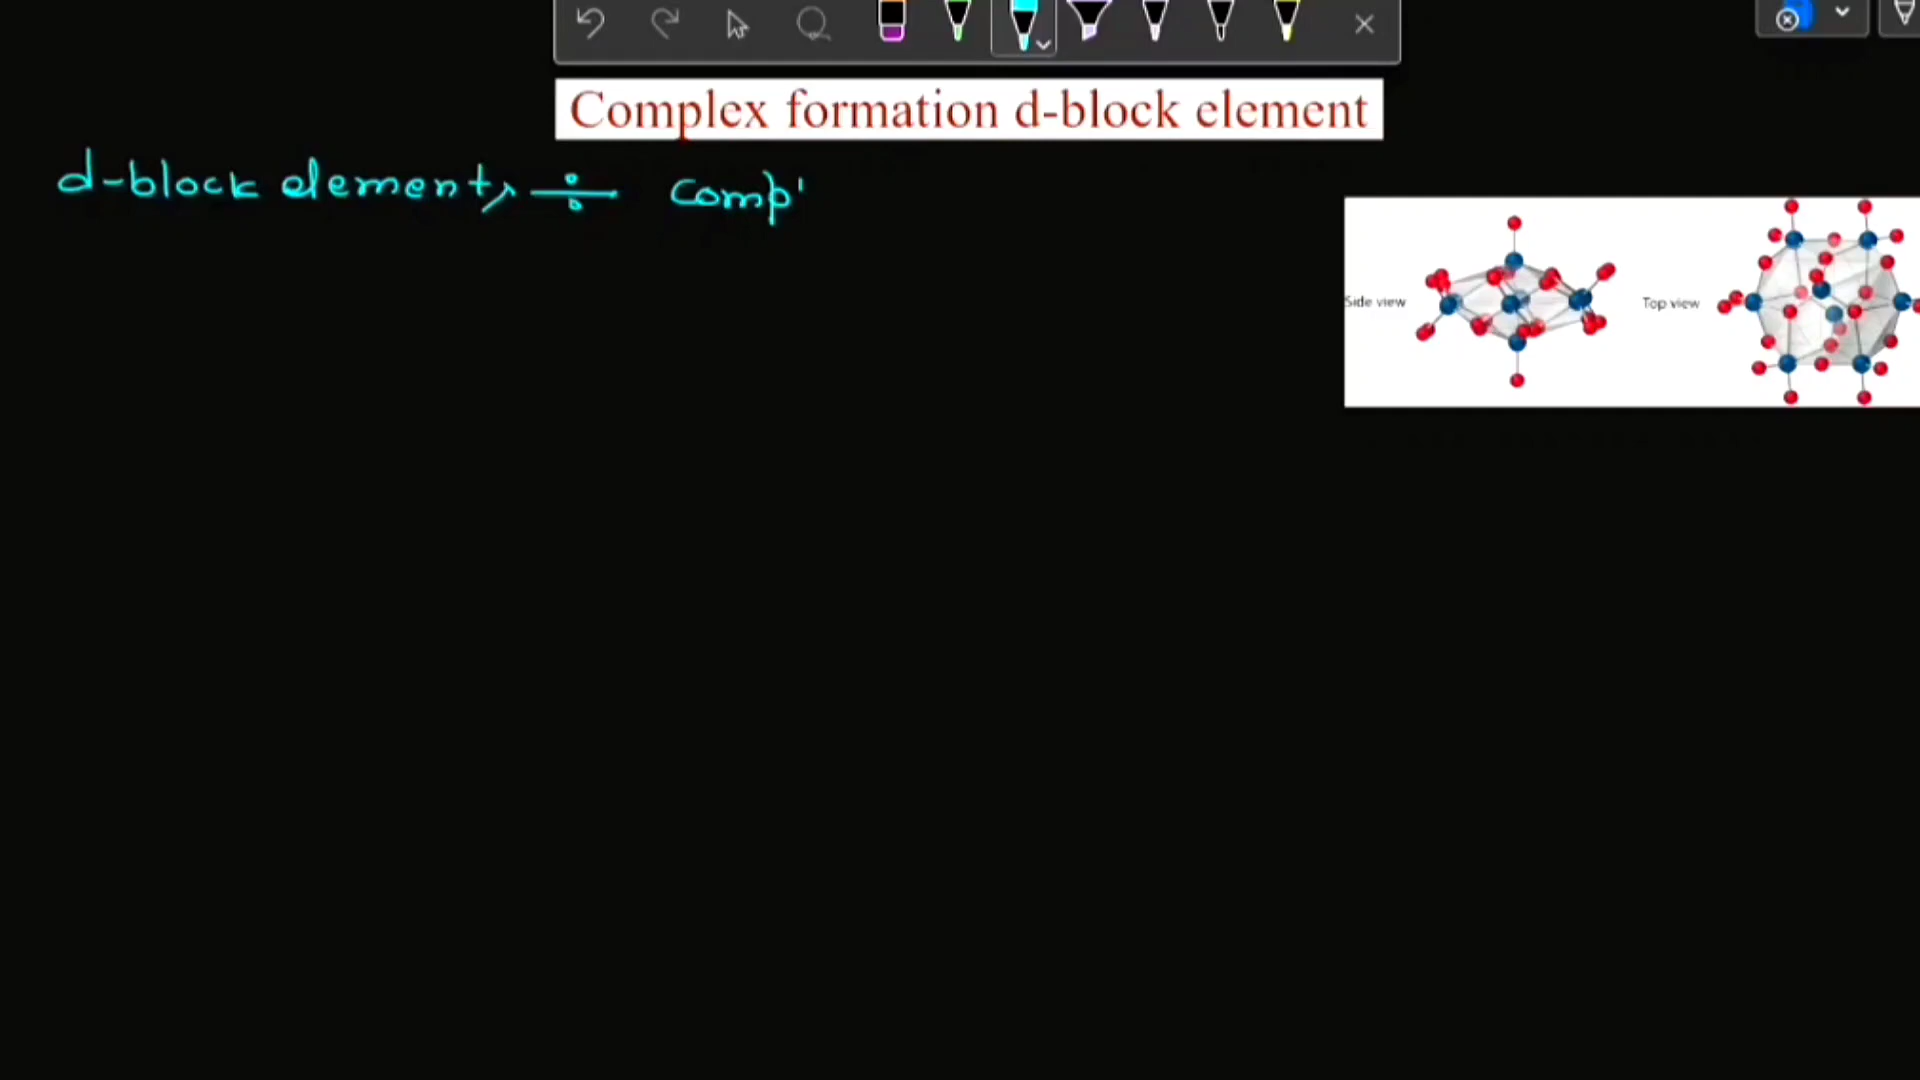 Complex formation d-block element
d-block elements ÷ comp
Side view
Top view